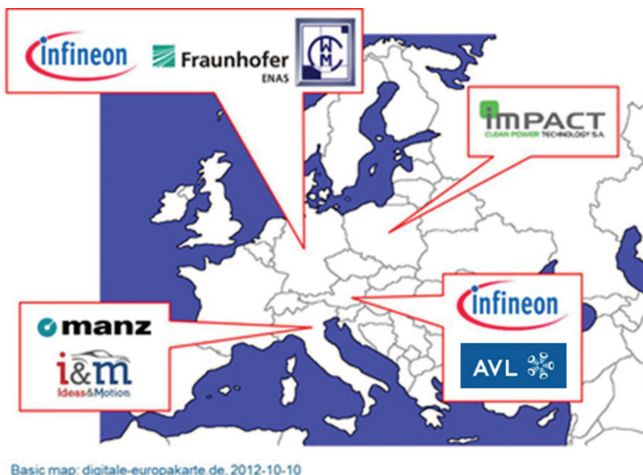 infineon
Fraunhofer
ENAS
CWM
impact
CLEAN POWER TECHNOLOGY S.A.
manz
i&m
Ideas&Motion
infineon
AVL
Basic map: digitale-europakarte.de, 2012-10-10